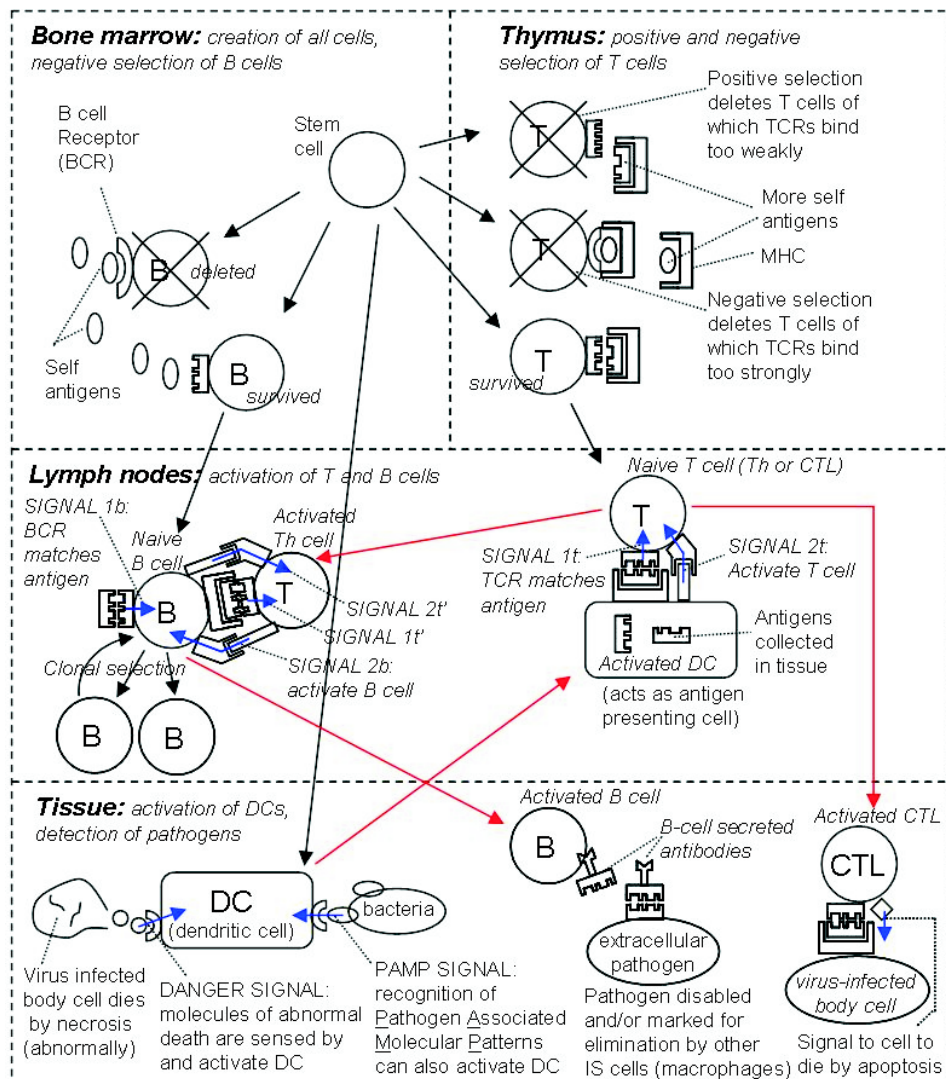 Bone marrow: creation of all cells,
negative selection of B cells
B cell
Receptor
(BCR)
Stem
cell
B
deleted
Self
antigens
B
survived
Thymus: positive and negative
selection of T cells
T
Positive selection
deletes T cells of
which TCRs bind
too weakly
More self
antigens
T
MHC
Negative selection
deletes T cells of
which TCRs bind
too strongly
T
survived
Lymph nodes: activation of T and B cells
SIGNAL 1b:
BCR
matches
antigen
Naive
B cell
Activated
Th cell
B
T
SIGNAL 2t'
SIGNAL 1t'
SIGNAL 2b:
activate B cell
Clonal selection
B
B
Naive T cell (Th or CTL)
T
SIGNAL 1t:
TCR matches
antigen
SIGNAL 2t:
Activate T cell
Antigens
collected
in tissue
Activated DC
(acts as antigen
presenting cell)
Tissue: activation of DCs,
detection of pathogens
DC
(dendritic cell)
bacteria
Virus infected
body cell dies
by necrosis
(abnormally)
DANGER SIGNAL:
molecules of abnormal
death are sensed by
and activate DC
PAMP SIGNAL:
recognition of
Pathogen Associated
Molecular Patterns
can also activate DC
Activated B cell
B
B-cell secreted
antibodies
extracellular
pathogen
Pathogen disabled
and/or marked for
elimination by other
IS cells (macrophages)
Activated CTL
CTL
virus-infected
body cell
Signal to cell to
die by apoptosis